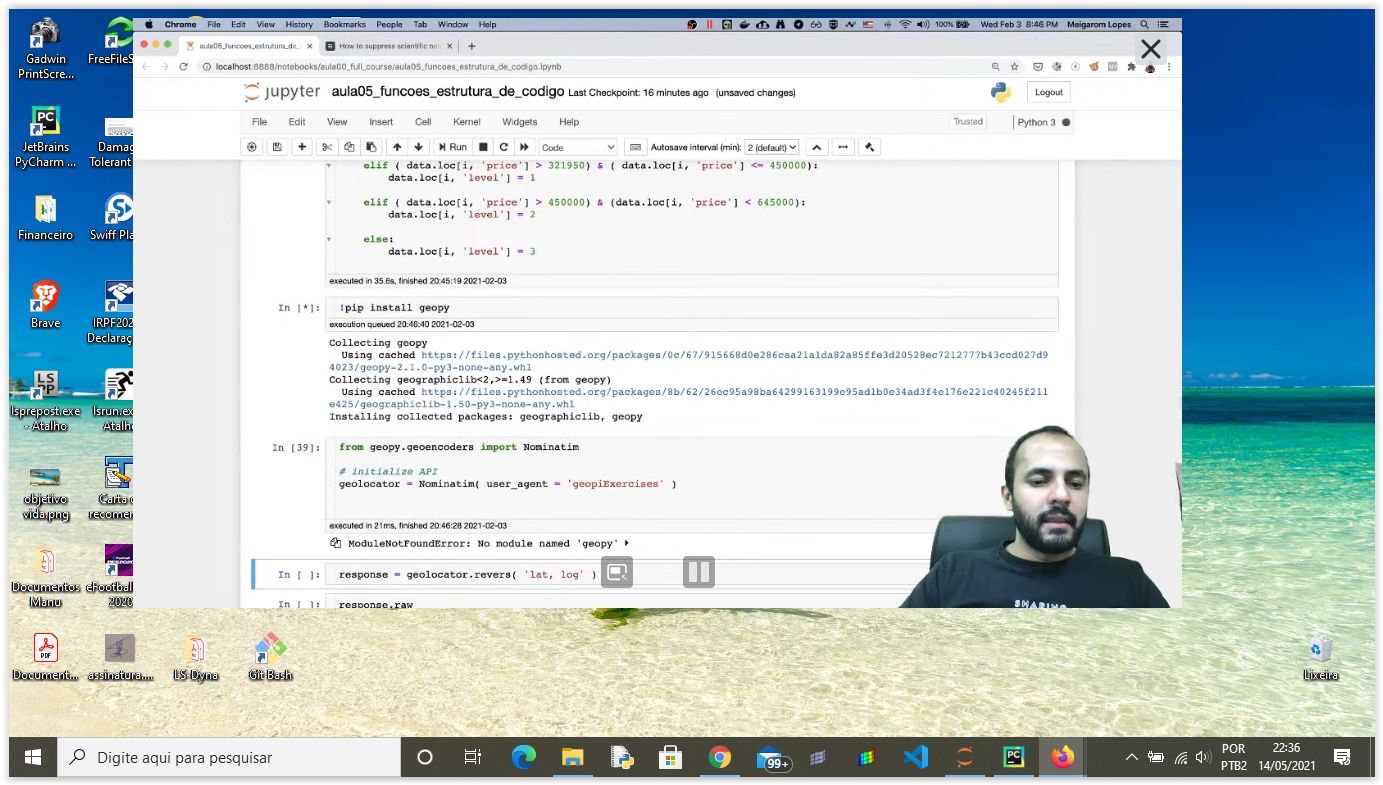 Chrome File Edit View History Bookmarks People Tab Window Help
100% Wed Feb 3 8:46 PM Meigarom Lopes
aula05_funcoes_estrutura_de_
How to suppress scientific not
localhost:8888/notebooks/aula00_full_course/aula05_funcoes_estrutura_de_codigo.ipynb
jupyter aula05_funcoes_estrutura_de_codigo Last Checkpoint: 16 minutes ago (unsaved changes)
Logout
File Edit View Insert Cell Kernel Widgets Help
Trusted
Python 3
Run
Code
Autosave interval (min): 2 (default)
elif ( data.loc[i, 'price'] > 321950) & ( data.loc[i, 'price'] <= 450000):
data.loc[i, 'level'] = 1
elif ( data.loc[i, 'price'] > 450000) & (data.loc[i, 'price'] < 645000):
data.loc[i, 'level'] = 2
else:
data.loc[i, 'level'] = 3
executed in 35.6s, finished 20:45:19 2021-02-03
In [*]: !pip install geopy
execution queued 20:46:40 2021-02-03
Collecting geopy
Using cached https://files.pythonhosted.org/packages/0c/67/915668d0e286caa21a1da82a85ffe3d20528ec7212777b43ccd027d9
4023/geopy-2.1.0-py3-none-any.whl
Collecting geographiclib<2,>=1.49 (from geopy)
Using cached https://files.pythonhosted.org/packages/8b/62/26ec95a98ba64299163199e95ad1b0e34ad3f4e176e221c40245f211
e425/geographiclib-1.50-py3-none-any.whl
Installing collected packages: geographiclib, geopy
In [39]: from geopy.geoencoders import Nominatim
# initialize API
geolocator = Nominatim( user_agent = 'geopiExercises' )
executed in 21ms, finished 20:46:28 2021-02-03
ModuleNotFoundError: No module named 'geopy'
In [ ]: response = geolocator.revers( 'lat, log' )
In [ ]: response.raw
SHARING
Gadwin
PrintScre...
FreeFileS
JetBrains
PyCharm ...
Damag
Tolerant
Financeiro
Swiff Pla
Brave
IRPF202
Declaraç
lsprepost.exe
- Atalho
lsrun.ex
Atalh
objetivo
vida.png
Carta d
recomen
Documentos
Manu
eFootball
2020
Document...
assinatura....
LS-Dyna
Git Bash
Lixeira
Digite aqui para pesquisar
99+
POR
PTB2
22:36
14/05/2021